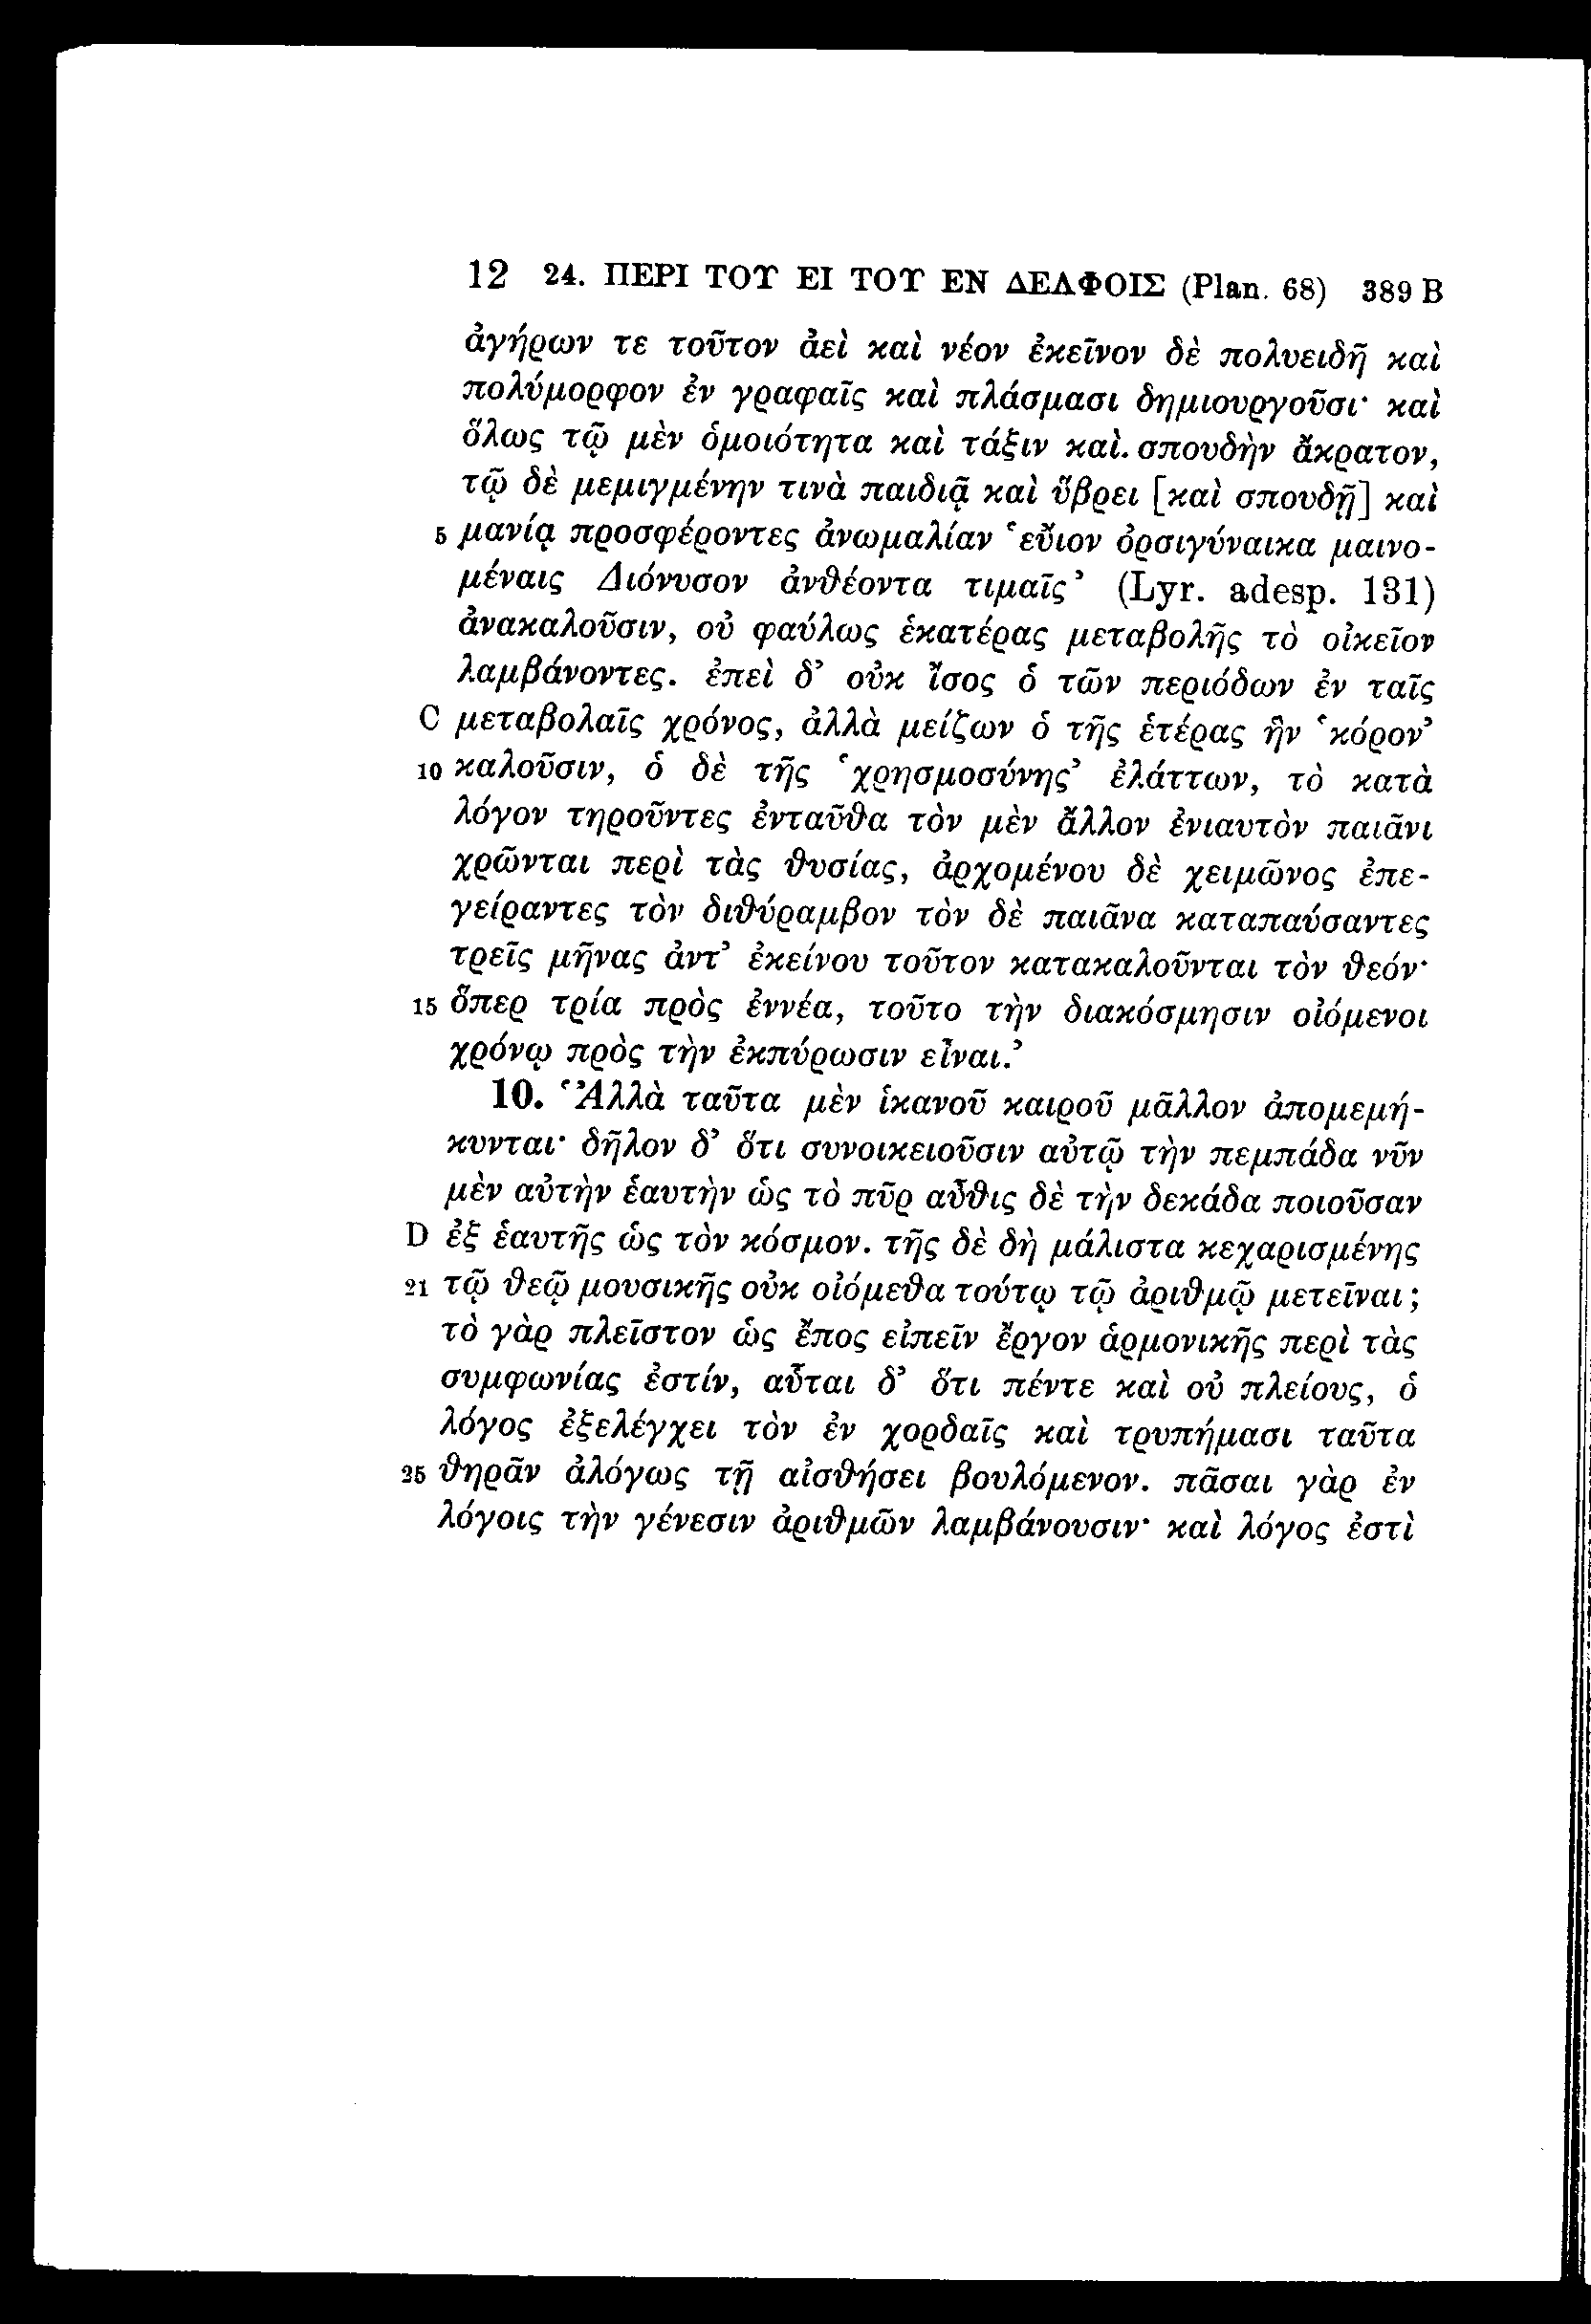 12 24. ΠΕΡΙ ΤΟΥ ΕΙ ΤΟΥ ΕΝ ΔΕΛΦΟΙΣ (Plan. 68) 389 B
ἀγήρων τε τοῦτον ἀεὶ καὶ νέον ἐκεῖνον δὲ πολυειδῆ καὶ
πολύμορφον ἐν γραφαῖς καὶ πλάσμασι δημιουργοῦσι· καὶ
ὅλως τῷ μὲν ὁμοιότητα καὶ τάξιν καὶ. σπουδὴν ἄκρατον,
τῷ δὲ μεμιγμένην τινὰ παιδιᾷ καὶ ὕβρει [καὶ σπουδῇ] καὶ
5 μανίᾳ προσφέροντες ἀνωμαλίαν ‘εὔιον ὀρσιγύναικα μαινο-
μέναις Διόνυσον ἀνθέοντα τιμαῖς’ (Lyr. adesp. 131)
ἀνακαλοῦσιν, οὐ φαύλως ἑκατέρας μεταβολῆς τὸ οἰκεῖον
λαμβάνοντες. ἐπεὶ δ’ οὐκ ἴσος ὁ τῶν περιόδων ἐν ταῖς
C μεταβολαῖς χρόνος, ἀλλὰ μείζων ὁ τῆς ἑτέρας ἣν ‘κόρον’
10 καλοῦσιν, ὁ δὲ τῆς ‘χρησμοσύνης’ ἐλάττων, τὸ κατὰ
λόγον τηροῦντες ἐνταῦθα τὸν μὲν ἄλλον ἐνιαυτὸν παιᾶνι
χρῶνται περὶ τὰς θυσίας, ἀρχομένου δὲ χειμῶνος ἐπε-
γείραντες τὸν διθύραμβον τὸν δὲ παιᾶνα καταπαύσαντες
τρεῖς μῆνας ἀντ’ ἐκείνου τοῦτον κατακαλοῦνται τὸν θεόν·
15 ὅπερ τρία πρὸς ἐννέα, τοῦτο τὴν διακόσμησιν οἰόμενοι
χρόνῳ πρὸς τὴν ἐκπύρωσιν εἶναι.’
10. ‘Ἀλλὰ ταῦτα μὲν ἱκανοῦ καιροῦ μᾶλλον ἀπομεμή-
κυνται· δῆλον δ’ ὅτι συνοικειοῦσιν αὐτῷ τὴν πεμπάδα νῦν
μὲν αὐτὴν ἑαυτὴν ὡς τὸ πῦρ αὖθις δὲ τὴν δεκάδα ποιοῦσαν
D ἐξ ἑαυτῆς ὡς τὸν κόσμον. τῆς δὲ δὴ μάλιστα κεχαρισμένης
21 τῷ θεῷ μουσικῆς οὐκ οἰόμεθα τούτῳ τῷ ἀριθμῷ μετεῖναι;
τὸ γὰρ πλεῖστον ὡς ἔπος εἰπεῖν ἔργον ἁρμονικῆς περὶ τὰς
συμφωνίας ἐστίν, αὗται δ’ ὅτι πέντε καὶ οὐ πλείους, ὁ
λόγος ἐξελέγχει τὸν ἐν χορδαῖς καὶ τρυπήμασι ταῦτα
25 θηρᾶν ἀλόγως τῇ αἰσθήσει βουλόμενον. πᾶσαι γὰρ ἐν
λόγοις τὴν γένεσιν ἀριθμῶν λαμβάνουσιν· καὶ λόγος ἐστὶ